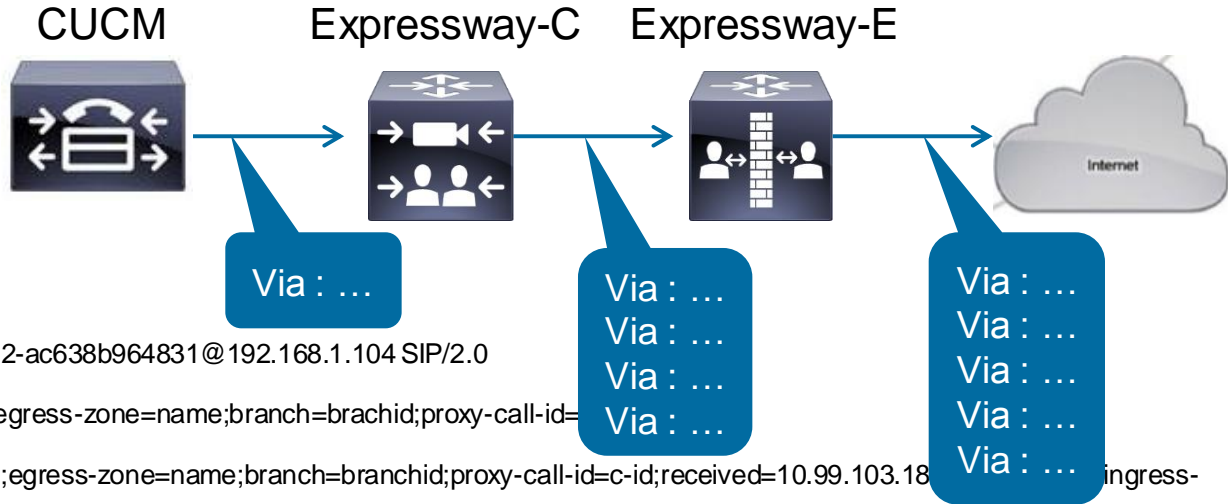 CUCM
Expressway-C
Expressway-E
Internet
Via : …
Via : …
Via : …
Via : …
Via : …
Via : …
Via : …
Via : …
Via : …
Via : …
2-ac638b964831@192.168.1.104 SIP/2.0
egress-zone=name;branch=brachid;proxy-call-id=
;egress-zone=name;branch=branchid;proxy-call-id=c-id;received=10.99.103.18 ingress-